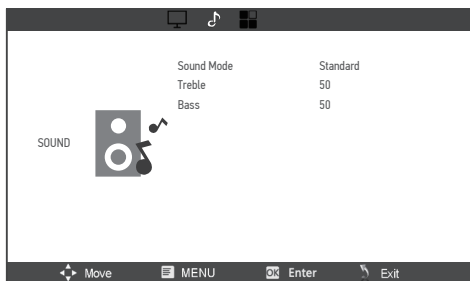 Sound Mode Standard
Treble 50
Bass 50
SOUND
Move MENU OK Enter Exit